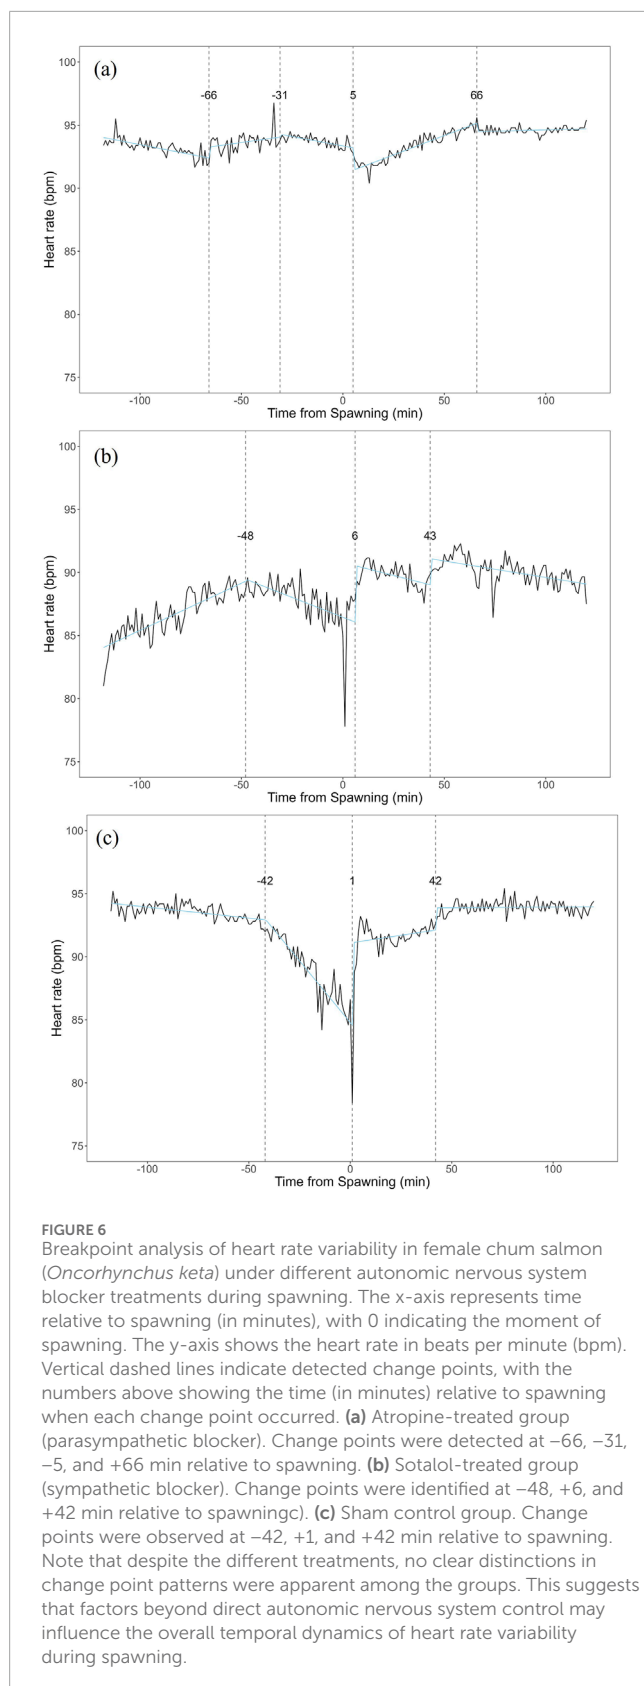 (a)
100
95
90
85
80
75
-66
-31
5
66
Heart rate (bpm)
-100
-50
0
50
100
Time from Spawning (min)
(b)
100
95
90
85
80
75
-48
6
43
Heart rate (bpm)
-100
-50
0
50
100
Time from Spawning (min)
(c)
100
95
90
85
80
75
-42
1
42
Heart rate (bpm)
-100
-50
0
50
100
Time from Spawning (min)
FIGURE 6
Breakpoint analysis of heart rate variability in female chum salmon
(Oncorhynchus keta) under different autonomic nervous system
blocker treatments during spawning. The x-axis represents time
relative to spawning (in minutes), with 0 indicating the moment of
spawning. The y-axis shows the heart rate in beats per minute (bpm).
Vertical dashed lines indicate detected change points, with the
numbers above showing the time (in minutes) relative to spawning
when each change point occurred. (a) Atropine-treated group
(parasympathetic blocker). Change points were detected at –66, –31,
–5, and +66 min relative to spawning. (b) Sotalol-treated group
(sympathetic blocker). Change points were identified at –48, +6, and
+42 min relative to spawningc). (c) Sham control group. Change
points were observed at –42, +1, and +42 min relative to spawning.
Note that despite the different treatments, no clear distinctions in
change point patterns were apparent among the groups. This suggests
that factors beyond direct autonomic nervous system control may
influence the overall temporal dynamics of heart rate variability
during spawning.